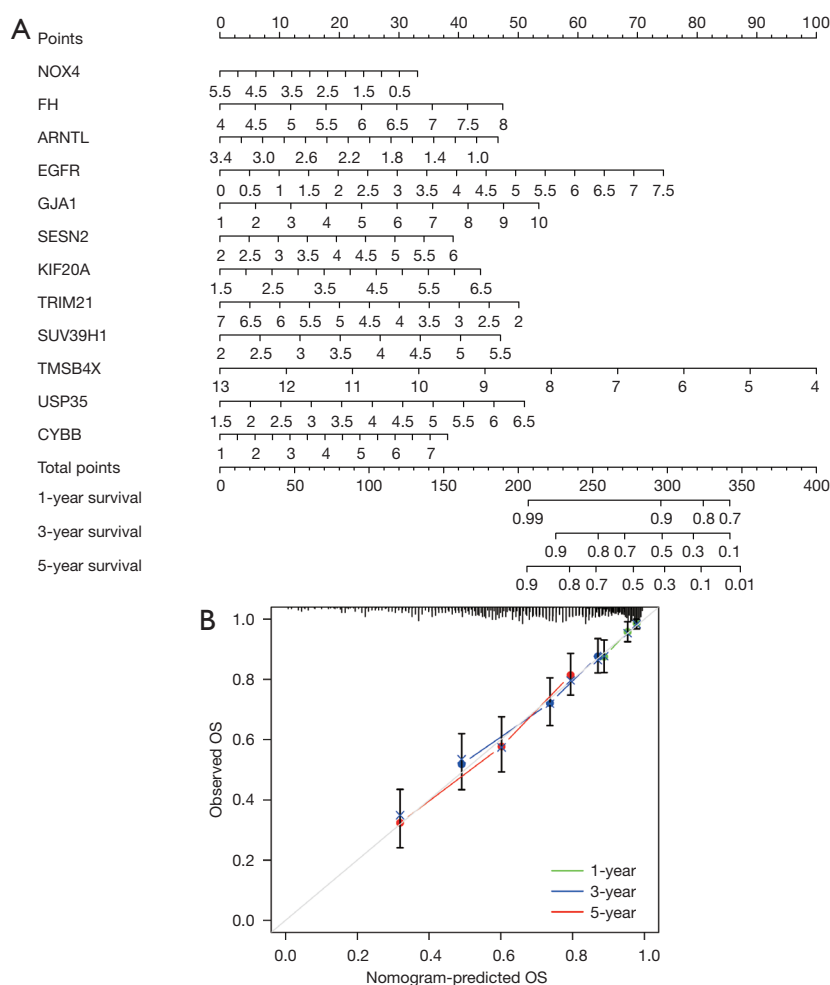 A
Points 0 10 20 30 40 50 60 70 80 90 100
NOX4
5.5 4.5 3.5 2.5 1.5 0.5
FH
4 4.5 5 5.5 6 6.5 7 7.5 8
ARNTL
3.4 3.0 2.6 2.2 1.8 1.4 1.0
EGFR
0 0.5 1 1.5 2 2.5 3 3.5 4 4.5 5 5.5 6 6.5 7 7.5
GJA1
1 2 3 4 5 6 7 8 9 10
SESN2
2 2.5 3 3.5 4 4.5 5 5.5 6
KIF20A
1.5 2.5 3.5 4.5 5.5 6.5
TRIM21
7 6.5 6 5.5 5 4.5 4 3.5 3 2.5 2
SUV39H1
2 2.5 3 3.5 4 4.5 5 5.5
TMSB4X
13 12 11 10 9 8 7 6 5 4
USP35
1.5 2 2.5 3 3.5 4 4.5 5 5.5 6 6.5
CYBB
1 2 3 4 5 6 7
Total points
0 50 100 150 200 250 300 350 400
1-year survival
0.99 0.9 0.8 0.7
3-year survival
0.9 0.8 0.7 0.5 0.3 0.1
5-year survival
0.9 0.8 0.7 0.5 0.3 0.1 0.01
B
1.0
0.8
0.6
0.4
0.2
0.0
Observed OS
1-year
3-year
5-year
0.0 0.2 0.4 0.6 0.8 1.0
Nomogram-predicted OS